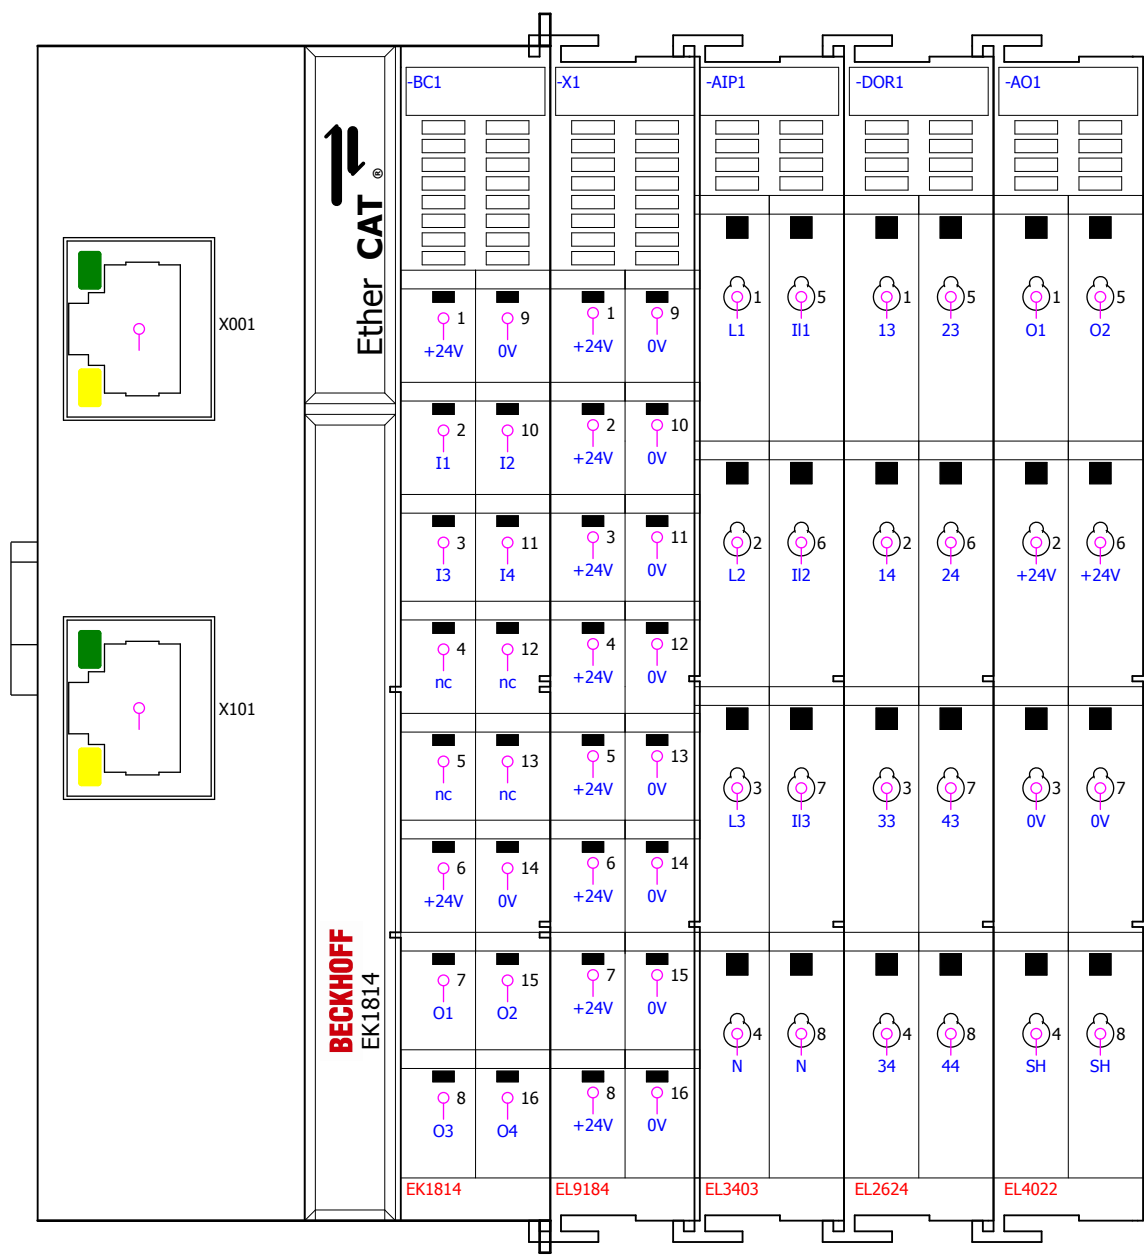 -BC1 -X1 -AIP1 -DOR1 -AO1
Ether CAT ®
X001
X101
BECKHOFF
EK1814
1 9 1 9 1 5 1 5 1 5
+24V 0V +24V 0V L1 Il1 13 23 O1 O2
2 10 2 10
I1 I2 +24V 0V
3 11 3 11 2 6 2 6 2 6
I3 I4 +24V 0V L2 Il2 14 24 +24V +24V
4 12 4 12
nc nc +24V 0V
5 13 5 13 3 7 3 7 3 7
nc nc +24V 0V L3 Il3 33 43 0V 0V
6 14 6 14
+24V 0V +24V 0V
7 15 7 15 4 8 4 8 4 8
O1 O2 +24V 0V N N 34 44 SH SH
8 16 8 16
O3 O4 +24V 0V
EK1814 EL9184 EL3403 EL2624 EL4022